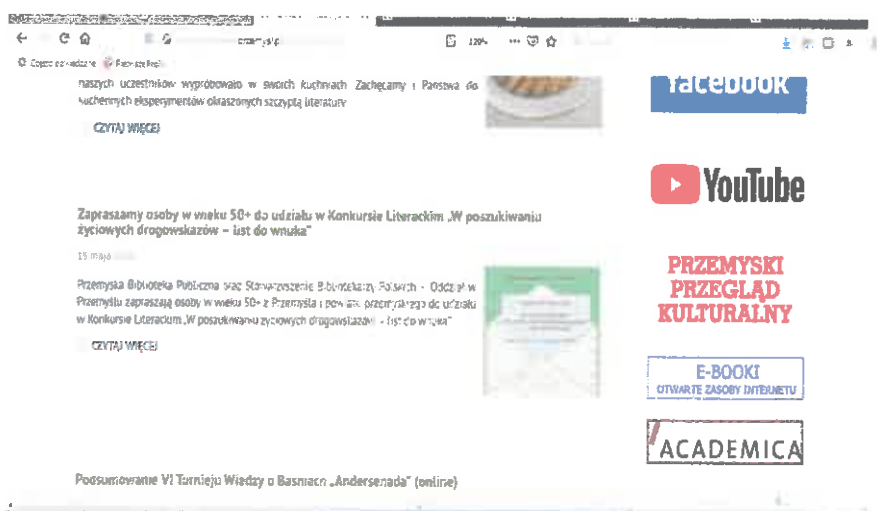 120%
naszych uczestników wypróbowało w swoich kuchniach Zachęcamy i Państwa do
kuchennych eksperymentów okraszonych szczyptą literatury
CZYTAJ WIĘCEJ
facebook
YouTube
Zapraszamy osoby w wieku 50+ do udziału w Konkursie Literackim „W poszukiwaniu
życiowych drogowskazów – list do wnuka"
15 maja
Przemyska Biblioteka Publiczna oraz Stowarzyszenie Bibliotekarzy Polskich - Oddział w
Przemyślu zapraszają osoby w wieku 50+ z Przemyśla i powiatu przemyskiego do udziału
w Konkursie Literackim „W poszukiwaniu życiowych drogowskazów – list do wnuka"
CZYTAJ WIĘCEJ
PRZEMYSKI
PRZEGLĄD
KULTURALNY
E-BOOKI
OTWARTE ZASOBY INTERNETU
ACADEMICA
Podsumowanie VI Turnieju Wiedzy o Baśniach „Andersenada" (online)